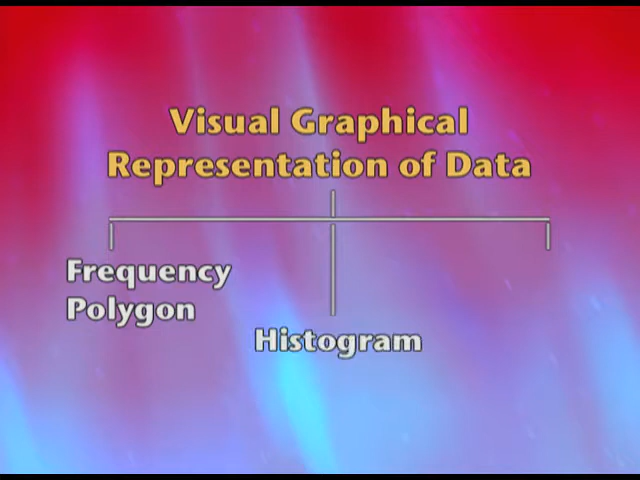 Visual Graphical
Representation of Data
Frequency
Polygon
Histogram